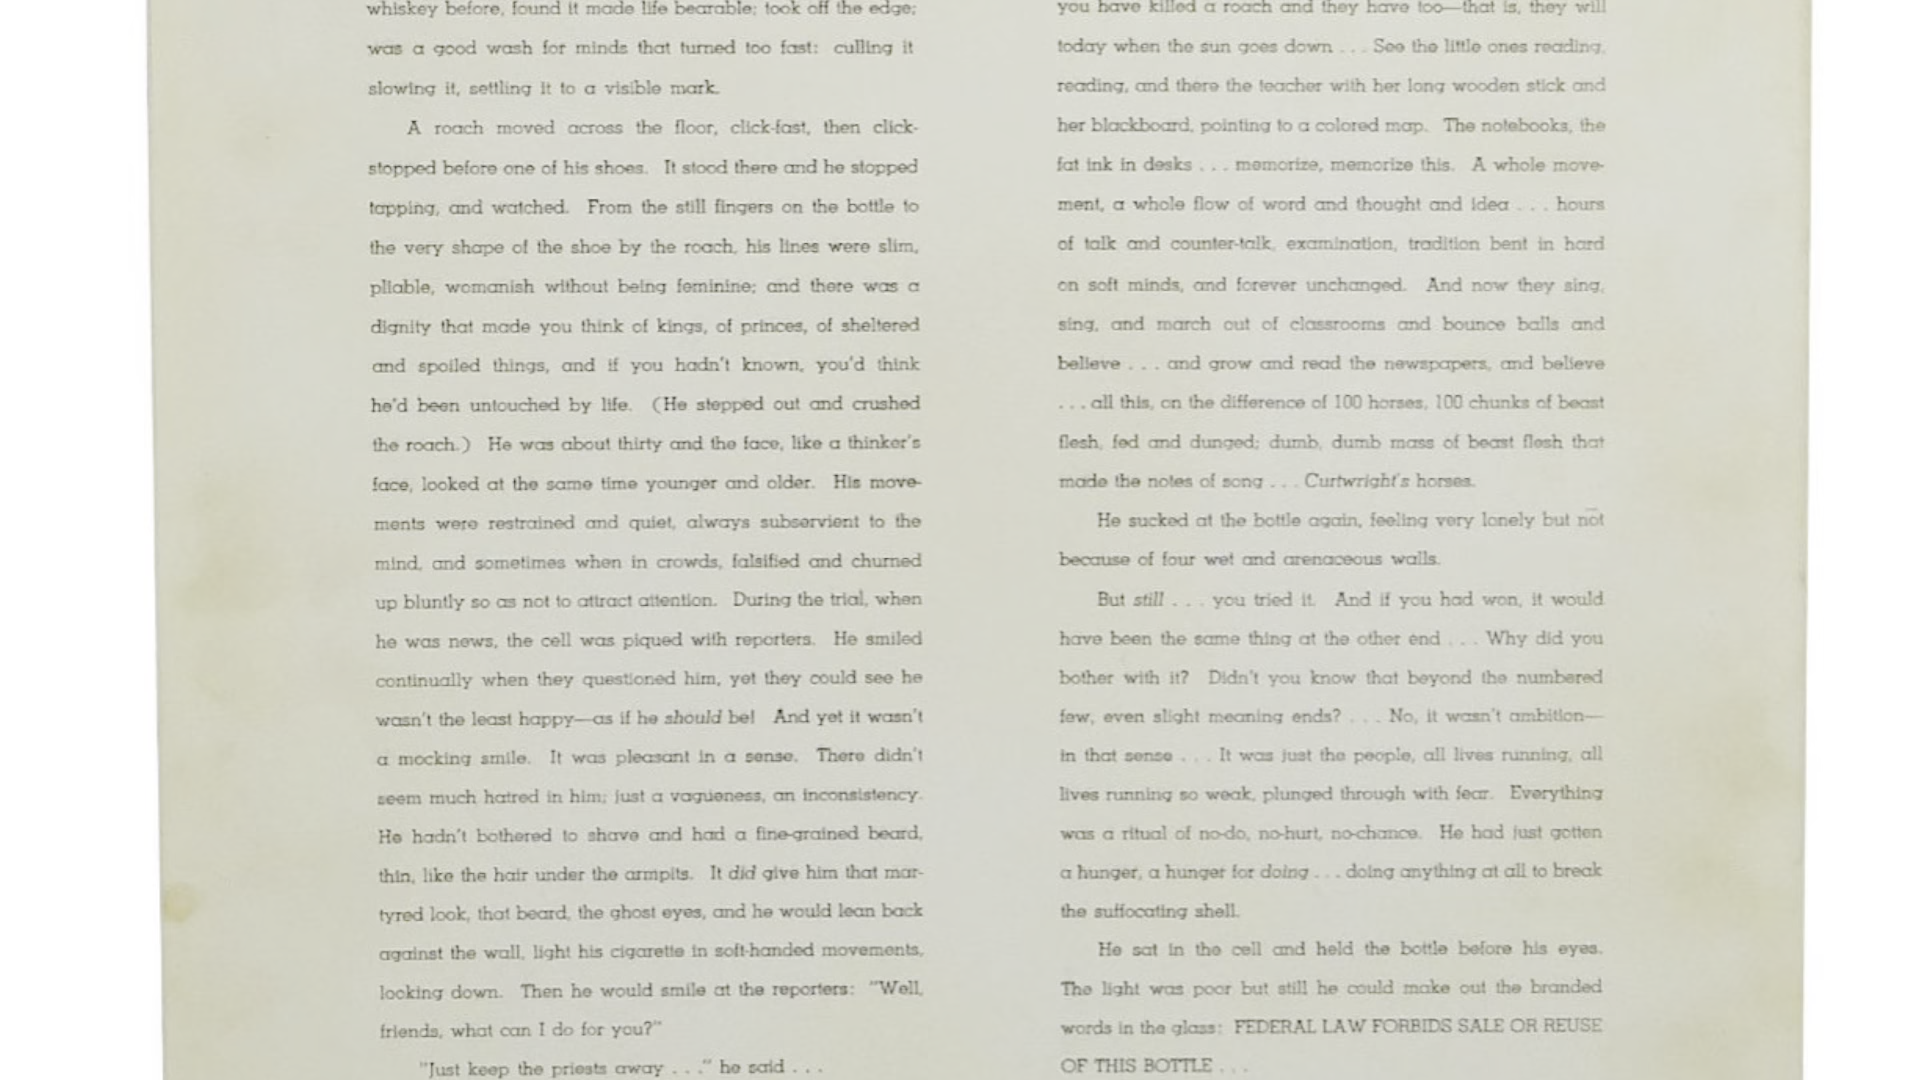 whiskey before, found it made life bearable; took off the edge;
was a good wash for minds that turned too fast: culling it
slowing it, settling it to a visible mark.
A roach moved across the floor, click-fast, then click-
stopped before one of his shoes. It stood there and he stopped
tapping, and watched. From the still fingers on the bottle to
the very shape of the shoe by the roach, his lines were slim,
pliable, womanish without being feminine; and there was a
dignity that made you think of kings, of princes, of sheltered
and spoiled things, and if you hadn't known, you'd think
he'd been untouched by life. (He stepped out and crushed
the roach.) He was about thirty and the face, like a thinker's
face, looked at the same time younger and older. His move-
ments were restrained and quiet, always subservient to the
mind, and sometimes when in crowds, falsified and churned
up bluntly so as not to attract attention. During the trial, when
he was news, the cell was piqued with reporters. He smiled
continually when they questioned him, yet they could see he
wasn't the least happy—as if he should be! And yet it wasn't
a mocking smile. It was pleasant in a sense. There didn't
seem much hatred in him; just a vagueness, an inconsistency.
He hadn't bothered to shave and had a fine-grained beard,
thin, like the hair under the armpits. It did give him that mar-
tyred look, that beard, the ghost eyes, and he would lean back
against the wall, light his cigarette in soft-handed movements,
looking down. Then he would smile at the reporters: "Well,
friends, what can I do for you?"
"Just keep the priests away . . ." he said . . .
you have killed a roach and they have too—that is, they will
today when the sun goes down . . . See the little ones reading,
reading, and there the teacher with her long wooden stick and
her blackboard, pointing to a colored map. The notebooks, the
fat ink in desks . . . memorize, memorize this. A whole move-
ment, a whole flow of word and thought and idea . . . hours
of talk and counter-talk, examination, tradition bent in hard
on soft minds, and forever unchanged. And now they sing,
sing, and march out of classrooms and bounce balls and
believe . . . and grow and read the newspapers, and believe
. . . all this, on the difference of 100 horses, 100 chunks of beast
flesh, fed and dunged; dumb, dumb mass of beast flesh that
made the notes of song . . . Curtwright's horses.
He sucked at the bottle again, feeling very lonely but not
because of four wet and arenaceous walls.
But still . . . you tried it. And if you had won, it would
have been the same thing at the other end . . . Why did you
bother with it? Didn't you know that beyond the numbered
few, even slight meaning ends? . . . No, it wasn't ambition—
in that sense . . . It was just the people, all lives running, all
lives running so weak, plunged through with fear. Everything
was a ritual of no-do, no-hurt, no-chance. He had just gotten
a hunger, a hunger for doing . . . doing anything at all to break
the suffocating shell.
He sat in the cell and held the bottle before his eyes.
The light was poor but still he could make out the branded
words in the glass: FEDERAL LAW FORBIDS SALE OR REUSE
OF THIS BOTTLE . . .